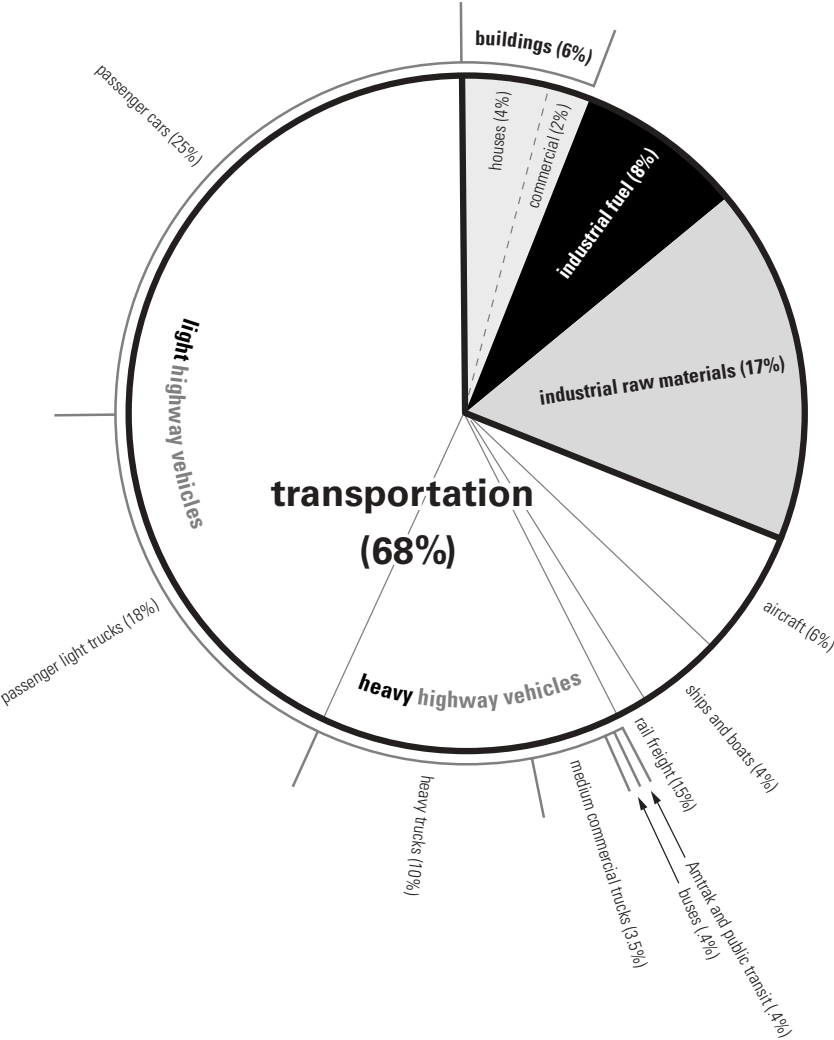 buildings (6%)
houses (4%)
commercial (2%)
industrial fuel (8%)
industrial raw materials (17%)
passenger cars (25%)
light highway vehicles
transportation
(68%)
passenger light trucks (18%)
heavy highway vehicles
aircraft (6%)
ships and boats (4%)
rail freight (1.5%)
Amtrak and public transit (.4%)
buses (.4%)
medium commercial trucks (3.5%)
heavy trucks (10%)